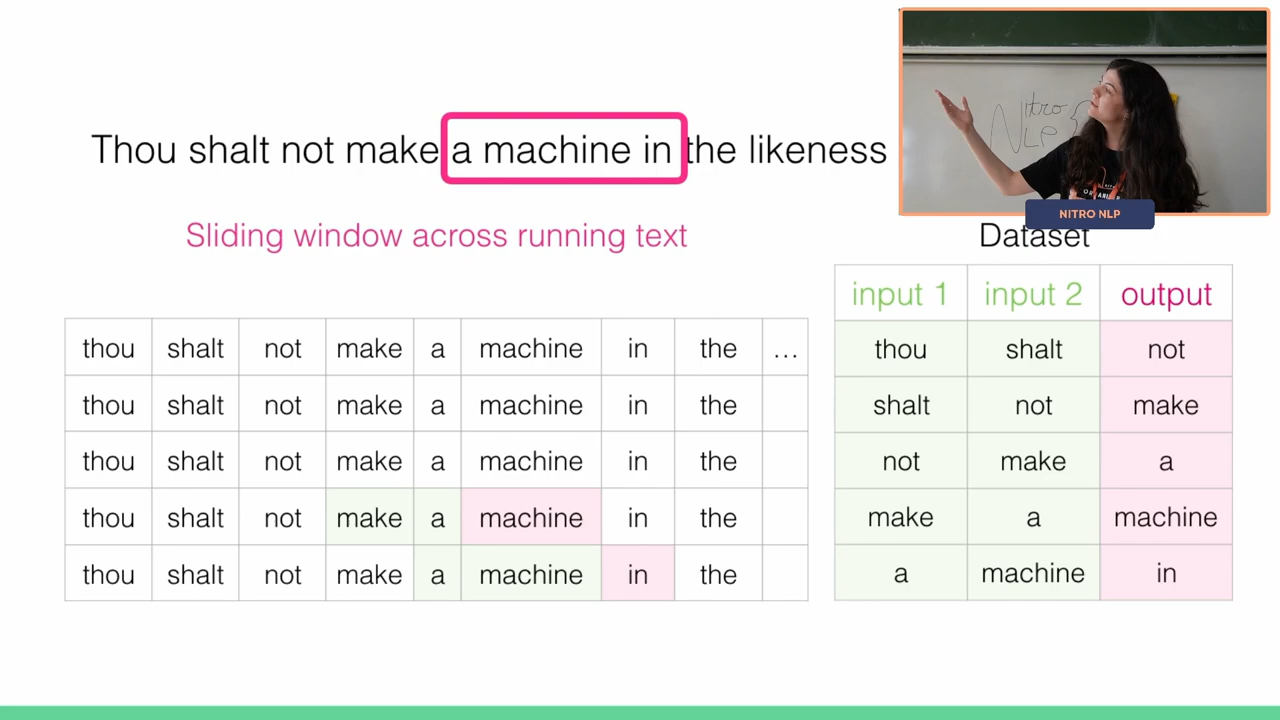 Thou shalt not make a machine in the likeness
Nitro
NLP
NITRO NLP
Sliding window across running text
Dataset
thou shalt not make a machine in the ...
thou shalt not make a machine in the
thou shalt not make a machine in the
thou shalt not make a machine in the
thou shalt not make a machine in the
input 1 input 2 output
thou shalt not
shalt not make
not make a
make a machine
a machine in